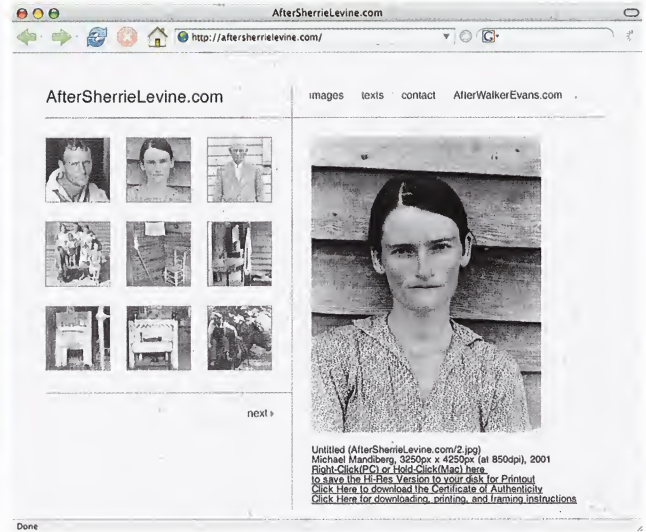 AfterSherrieLevine.com
http://aftersherrielevine.com/
AfterSherrieLevine.com
images texts contact AfterWalkerEvans.com
next
Untitled (AfterSherrieLevine.com/2.jpg)
Michael Mandiberg, 3250px x 4250px (at 850dpi), 2001
Right-Click(PC) or Hold-Click(Mac) here
to save the Hi-Res Version to your disk for Printout
Click Here to download the Certificate of Authenticity
Click Here for downloading, printing, and framing instructions
Done